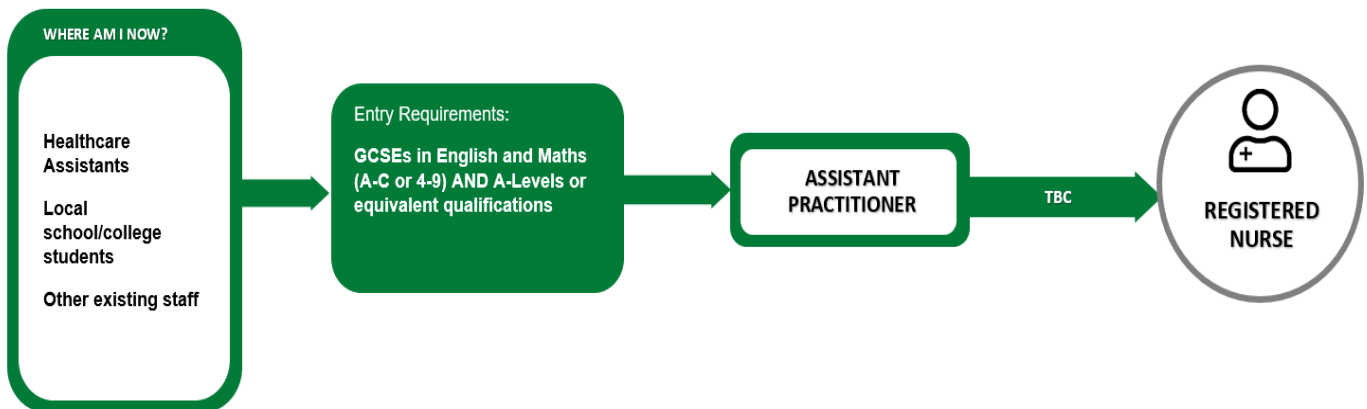 WHERE AM I NOW?
Healthcare
Assistants
Local
school/college
students
Other existing staff
Entry Requirements:
GCSEs in English and Maths
(A-C or 4-9) AND A-Levels or
equivalent qualifications
ASSISTANT
PRACTITIONER
TBC
REGISTERED
NURSE